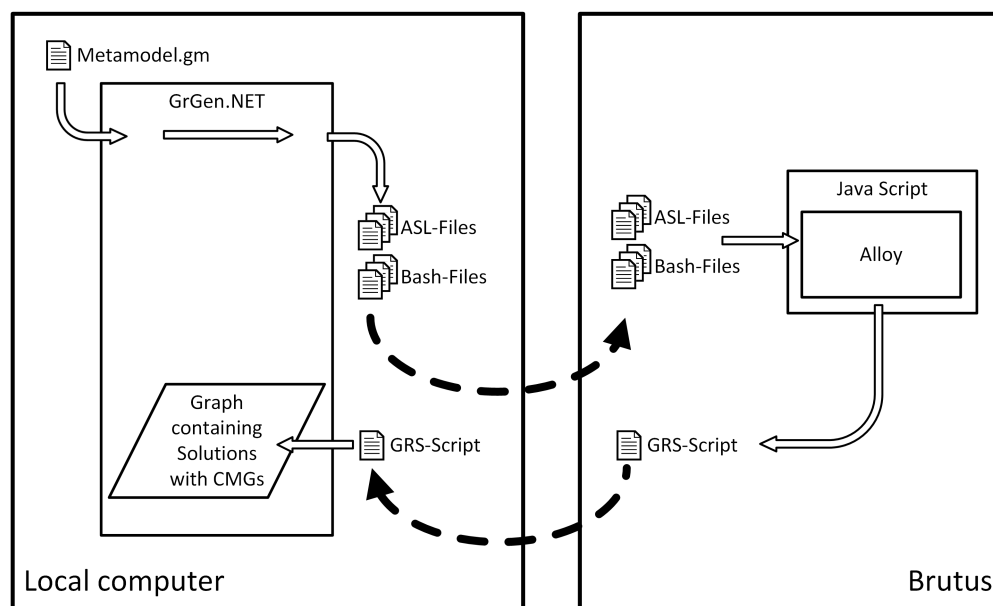 Metamodel.gm
GrGen.NET
ASL-Files
Bash-Files
Graph
containing
Solutions
with CMGs
GRS-Script
Local computer
Java Script
ASL-Files
Alloy
Bash-Files
GRS-Script
Brutus